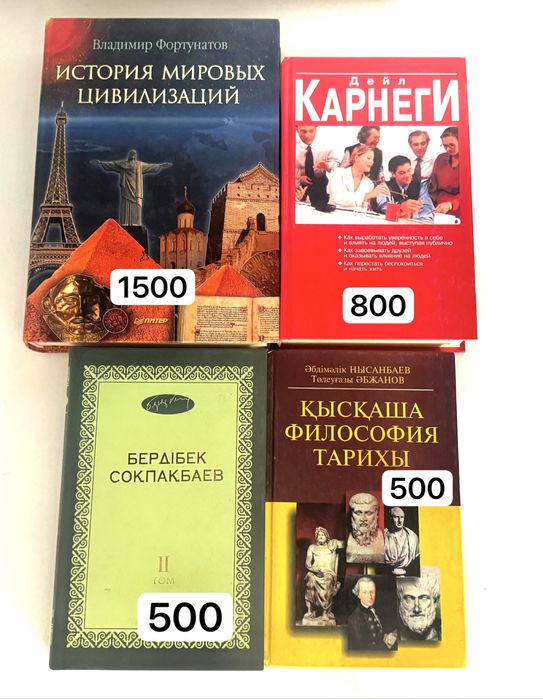 Владимир Фортунатов
ИСТОРИЯ МИРОВЫХ
ЦИВИЛИЗАЦИЙ
ПИТЕР
1500
Дейл
КАРНЕГИ
Как выработать уверенность в себе
и влиять на людей, выступая публично
Как завоевывать друзей
и оказывать влияние на людей
Как перестать беспокоиться
и начать жить
800
БЕРДІБЕК
СОҚПАҚБАЕВ
II
ТОМ
500
Әбдімәлік НЫСАНБАЕВ
Төлеуғазы ӘБЖАНОВ
ҚЫСҚАША
ФИЛОСОФИЯ
ТАРИХЫ
500